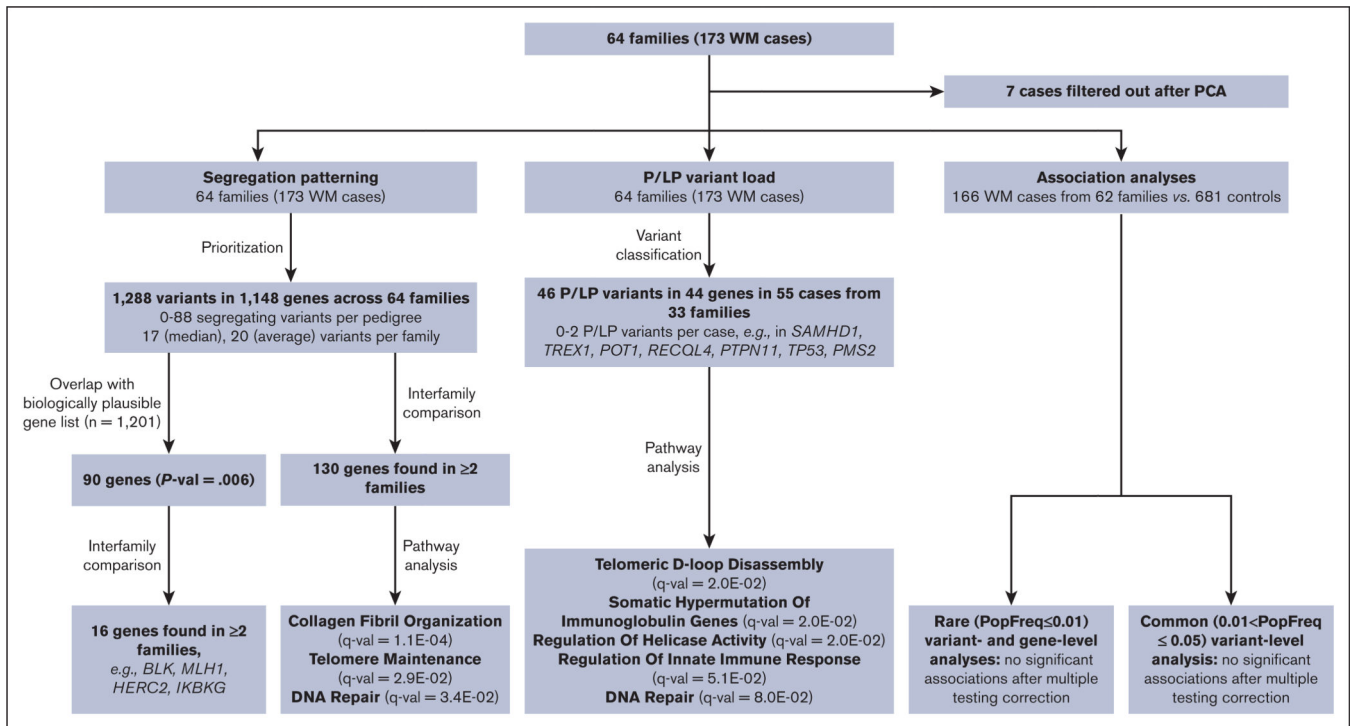 64 families (173 WM cases)
7 cases filtered out after PCA
Segregation patterning
64 families (173 WM cases)
P/LP variant load
64 families (173 WM cases)
Association analyses
166 WM cases from 62 families vs. 681 controls
Prioritization
Variant
classification
1,288 variants in 1,148 genes across 64 families
0-88 segregating variants per pedigree
17 (median), 20 (average) variants per family
46 P/LP variants in 44 genes in 55 cases from
33 families
0-2 P/LP variants per case, e.g., in SAMHD1,
TREX1, POT1, RECQL4, PTPN11, TP53, PMS2
Overlap with
biologically plausible
gene list (n = 1,201)
Interfamily
comparison
Pathway
analysis
90 genes (P-val = .006)
130 genes found in ≥2
families
Interfamily
comparison
Pathway
analysis
16 genes found in ≥2
families,
e.g., BLK, MLH1,
HERC2, IKBKG
Collagen Fibril Organization
(q-val = 1.1E-04)
Telomere Maintenance
(q-val = 2.9E-02)
DNA Repair (q-val = 3.4E-02)
Telomeric D-loop Disassembly
(q-val = 2.0E-02)
Somatic Hypermutation Of
Immunoglobulin Genes (q-val = 2.0E-02)
Regulation Of Helicase Activity (q-val = 2.0E-02)
Regulation Of Innate Immune Response
(q-val = 5.1E-02)
DNA Repair (q-val = 8.0E-02)
Rare (PopFreq≤0.01)
variant- and gene-level
analyses: no significant
associations after multiple
testing correction
Common (0.01<PopFreq
≤ 0.05) variant-level
analysis: no significant
associations after multiple
testing correction